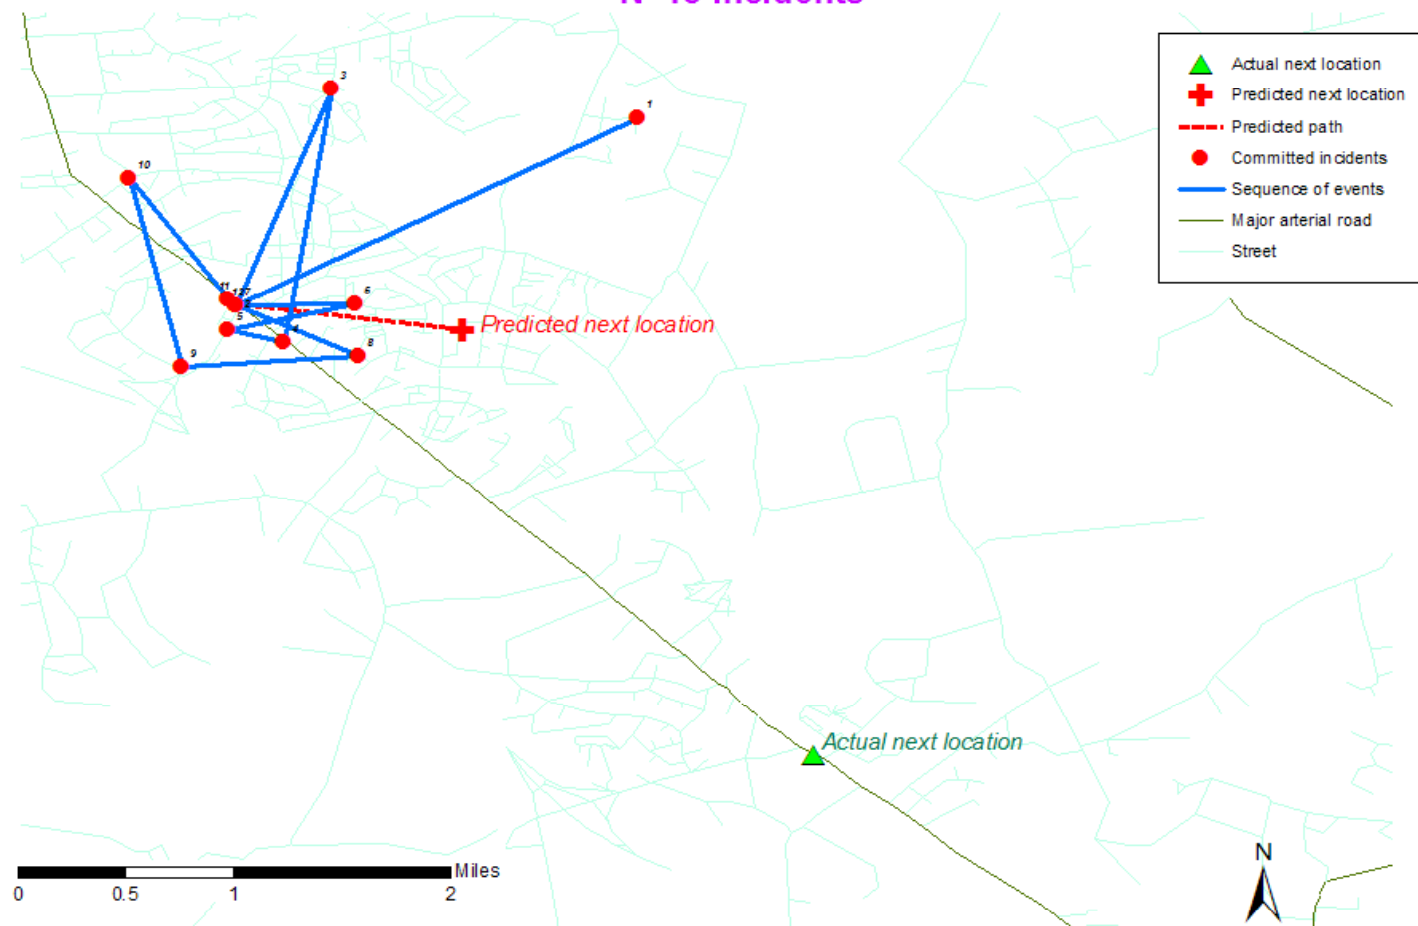 3
1
10
Actual next location
Predicted next location
Predicted path
Committed incidents
Sequence of events
Major arterial road
Street
11
6
5
Predicted next location
8
9
Actual next location
Miles
0 0.5 1 2
N